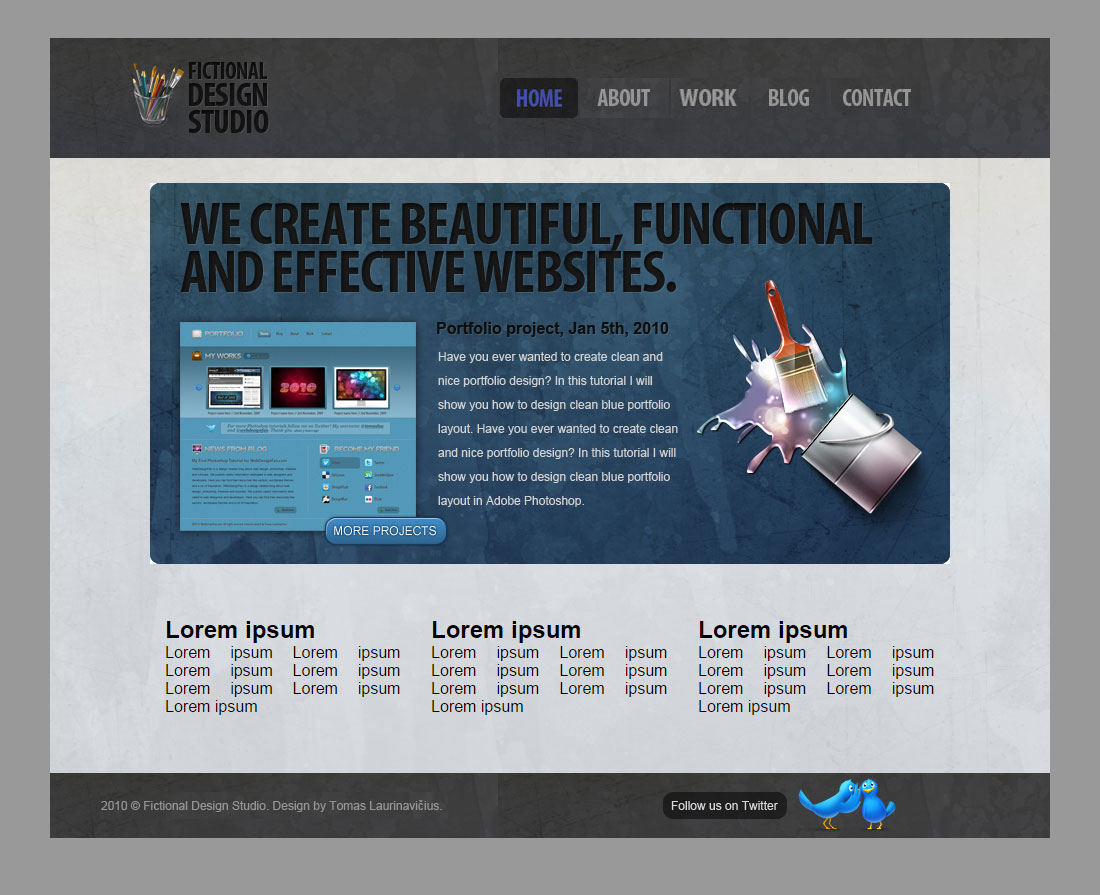 FICTIONAL
DESIGN
STUDIO
HOME ABOUT WORK BLOG CONTACT
WE CREATE BEAUTIFUL, FUNCTIONAL
AND EFFECTIVE WEBSITES.
PORTFOLIO
MY WORKS
2010
NEWS FROM BLOG
BECOME MY FRIEND
MORE PROJECTS
Portfolio project, Jan 5th, 2010
Have you ever wanted to create clean and
nice portfolio design? In this tutorial I will
show you how to design clean blue portfolio
layout. Have you ever wanted to create clean
and nice portfolio design? In this tutorial I will
show you how to design clean blue portfolio
layout in Adobe Photoshop.
Lorem ipsum
Lorem ipsum Lorem ipsum
Lorem ipsum Lorem ipsum
Lorem ipsum Lorem ipsum
Lorem ipsum
Lorem ipsum
Lorem ipsum Lorem ipsum
Lorem ipsum Lorem ipsum
Lorem ipsum Lorem ipsum
Lorem ipsum
Lorem ipsum
Lorem ipsum Lorem ipsum
Lorem ipsum Lorem ipsum
Lorem ipsum Lorem ipsum
Lorem ipsum
2010 © Fictional Design Studio. Design by Tomas Laurinavičius.
Follow us on Twitter